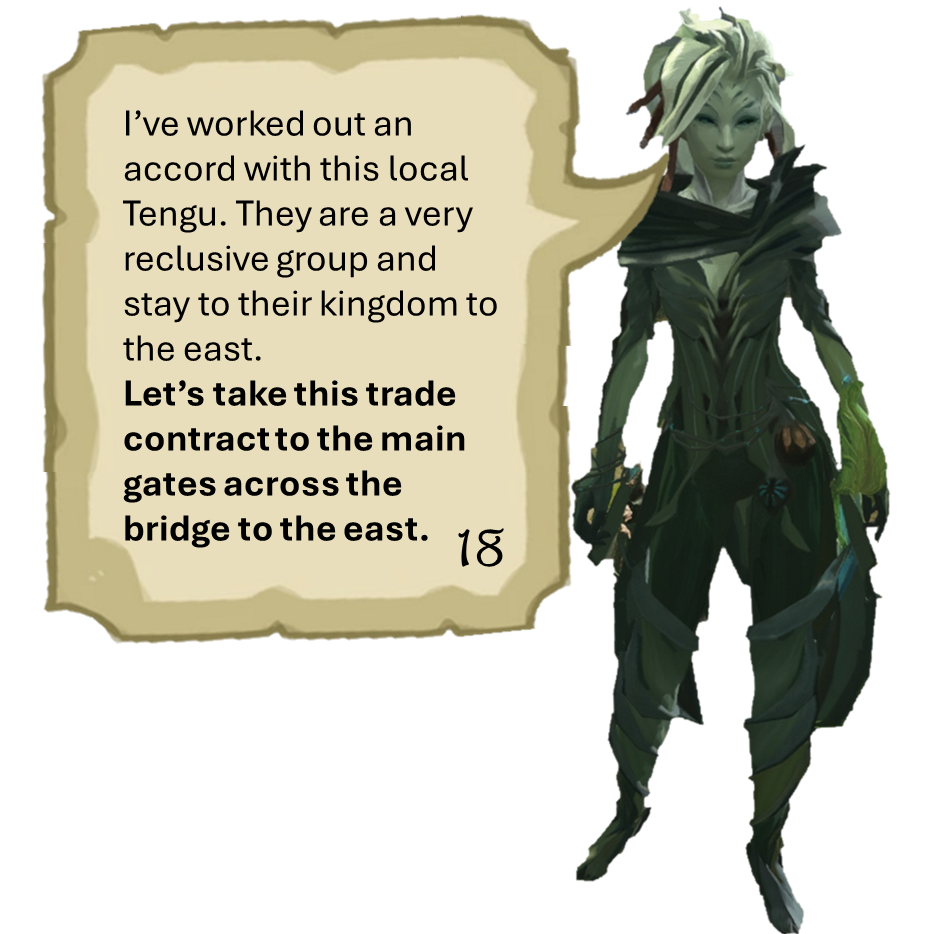 I’ve worked out an
accord with this local
Tengu. They are a very
reclusive group and
stay to their kingdom to
the east.
Let’s take this trade
contract to the main
gates across the
bridge to the east.
18